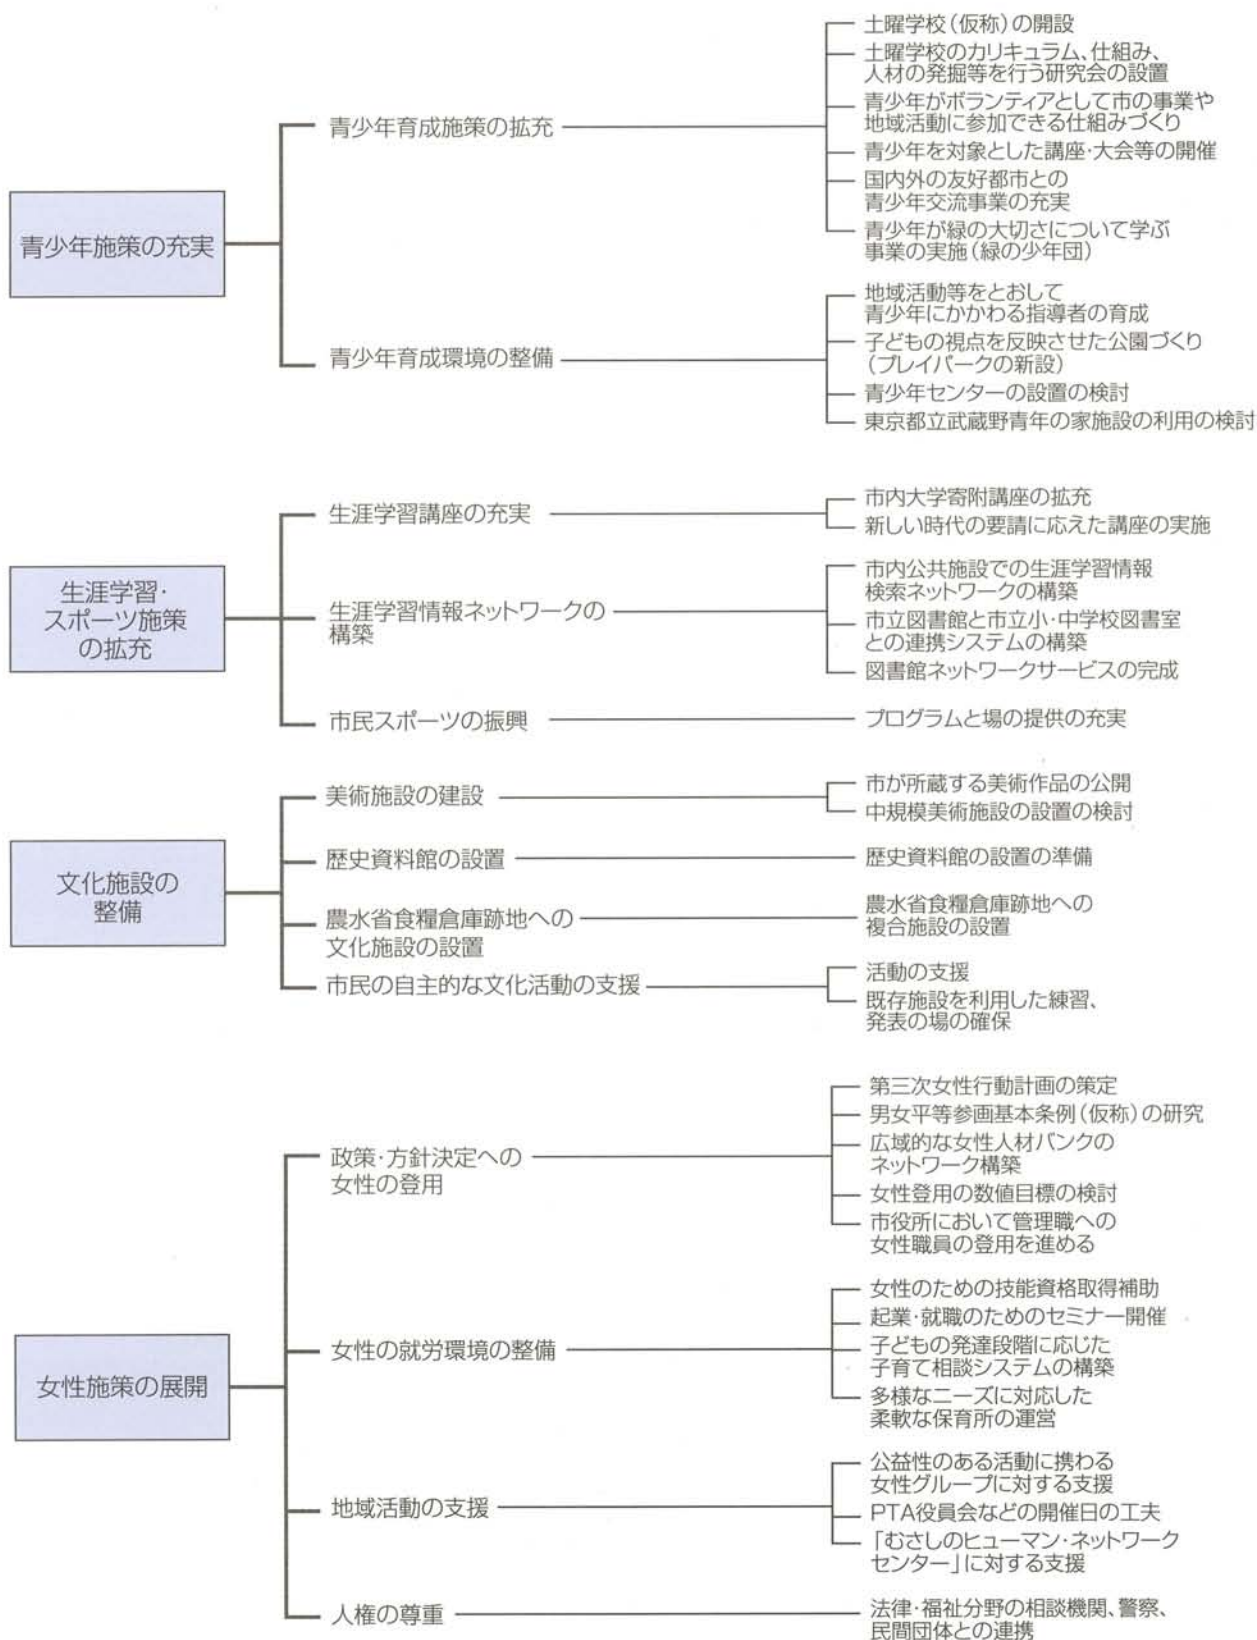 青少年施策の充実
青少年育成施策の拡充
土曜学校(仮称)の開設
土曜学校のカリキュラム、仕組み、
人材の発掘等を行う研究会の設置
青少年がボランティアとして市の事業や
地域活動に参加できる仕組みづくり
青少年を対象とした講座・大会等の開催
国内外の友好都市との
青少年交流事業の充実
青少年が緑の大切さについて学ぶ
事業の実施(緑の少年団)
青少年育成環境の整備
地域活動等をとおして
青少年にかかわる指導者の育成
子どもの視点を反映させた公園づくり
(プレイパークの新設)
青少年センターの設置の検討
東京都立武蔵野青年の家施設の利用の検討
生涯学習・
スポーツ施策
の拡充
生涯学習講座の充実
市内大学寄附講座の拡充
新しい時代の要請に応えた講座の実施
生涯学習情報ネットワークの
構築
市内公共施設での生涯学習情報
検索ネットワークの構築
市立図書館と市立小・中学校図書室
との連携システムの構築
図書館ネットワークサービスの完成
市民スポーツの振興
プログラムと場の提供の充実
文化施設の
整備
美術施設の建設
市が所蔵する美術作品の公開
中規模美術施設の設置の検討
歴史資料館の設置
歴史資料館の設置の準備
農水省食糧倉庫跡地への
文化施設の設置
農水省食糧倉庫跡地への
複合施設の設置
市民の自主的な文化活動の支援
活動の支援
既存施設を利用した練習、
発表の場の確保
女性施策の展開
政策・方針決定への
女性の登用
第三次女性行動計画の策定
男女平等参画基本条例(仮称)の研究
広域的な女性人材バンクの
ネットワーク構築
女性登用の数値目標の検討
市役所において管理職への
女性職員の登用を進める
女性の就労環境の整備
女性のための技能資格取得補助
起業・就職のためのセミナー開催
子どもの発達段階に応じた
子育て相談システムの構築
多様なニーズに対応した
柔軟な保育所の運営
地域活動の支援
公益性のある活動に携わる
女性グループに対する支援
PTA役員会などの開催日の工夫
「むさしのヒューマン・ネットワーク
センター」に対する支援
人権の尊重
法律・福祉分野の相談機関、警察、
民間団体との連携